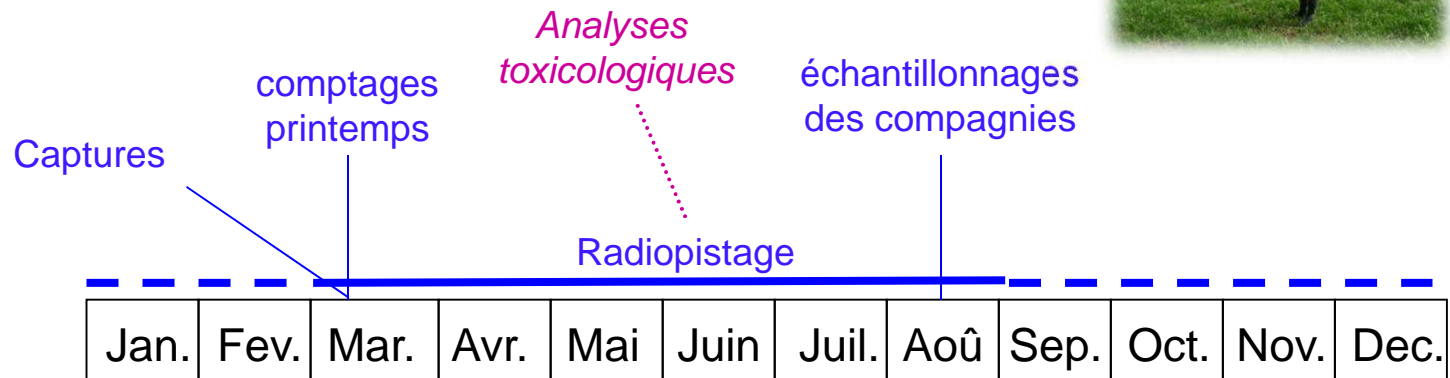 Analyses
toxicologiques
comptages
printemps
échantillonnages
des compagnies
Captures
Radiopistage
Jan. Fev. Mar. Avr. Mai Juin Juil. Aoû Sep. Oct. Nov. Dec.